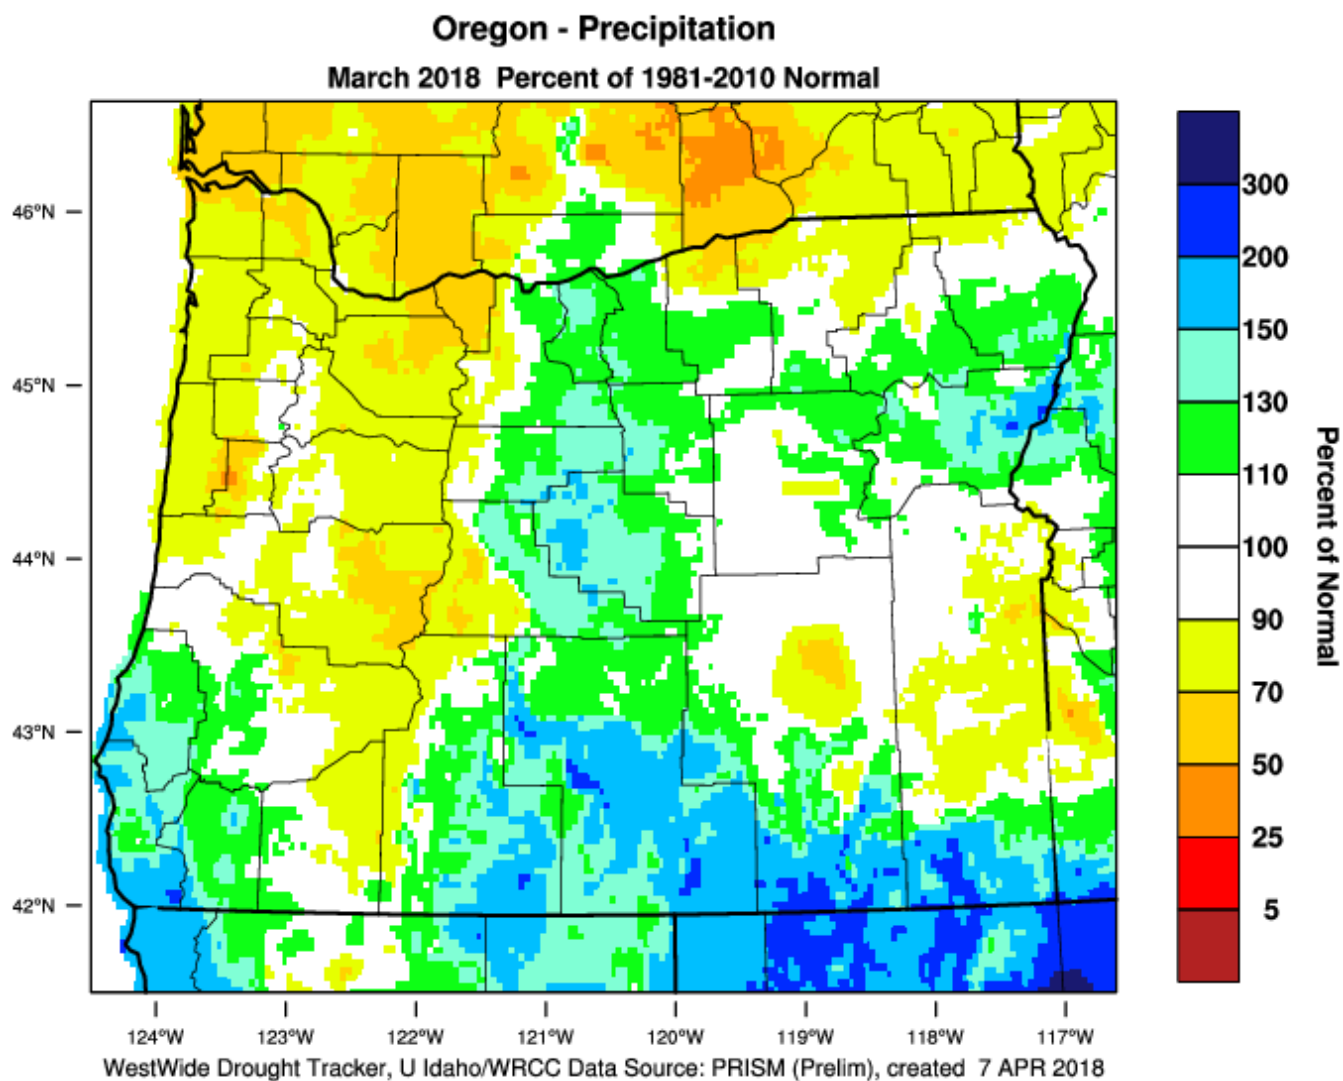 Oregon - Precipitation
March 2018 Percent of 1981-2010 Normal
46°N
45°N
44°N
43°N
42°N
124°W 123°W 122°W 121°W 120°W 119°W 118°W 117°W
300
200
150
130
110
100
90
70
50
25
5
Percent of Normal
WestWide Drought Tracker, U Idaho/WRCC Data Source: PRISM (Prelim), created 7 APR 2018